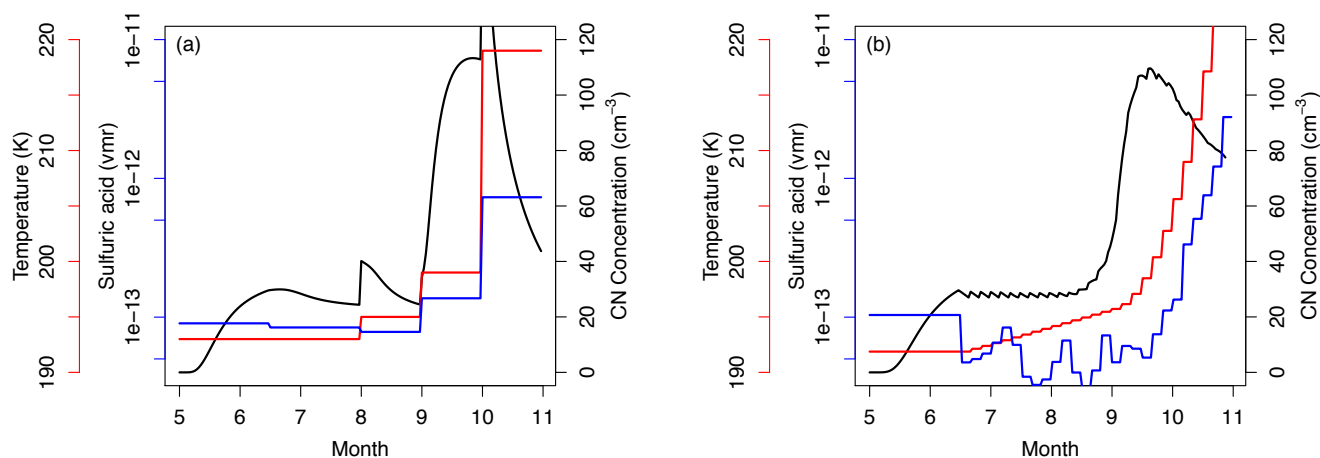 (a)
Temperature (K)
190
200
210
220
Sulfuric acid (vmr)
1e−13
1e−12
1e−11
CN Concentration (cm−3)
0
20
40
60
80
100
120
5 6 7 8 9 10 11
Month
(b)
Temperature (K)
190
200
210
220
Sulfuric acid (vmr)
1e−13
1e−12
1e−11
CN Concentration (cm−3)
0
20
40
60
80
100
120
5 6 7 8 9 10 11
Month